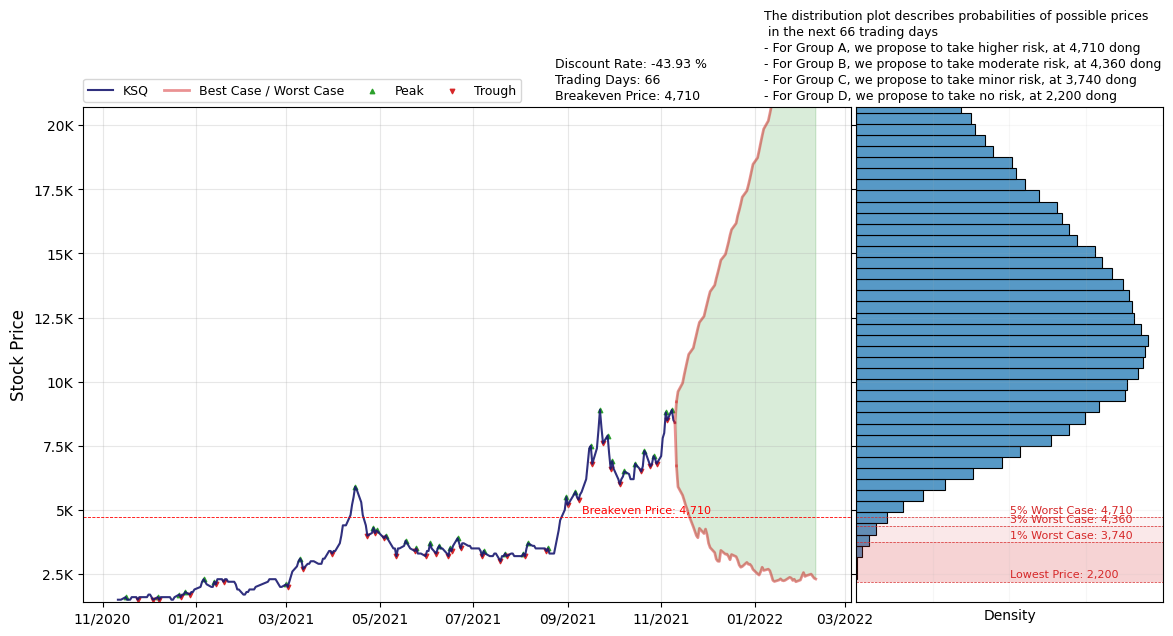 The distribution plot describes probabilities of possible prices
in the next 66 trading days
- For Group A, we propose to take higher risk, at 4,710 dong
- For Group B, we propose to take moderate risk, at 4,360 dong
- For Group C, we propose to take minor risk, at 3,740 dong
- For Group D, we propose to take no risk, at 2,200 dong
Discount Rate: -43.93 %
Trading Days: 66
Breakeven Price: 4,710
KSQ
Best Case / Worst Case
Peak
Trough
Stock Price
20K
17.5K
15K
12.5K
10K
7.5K
5K
2.5K
Breakeven Price: 4,710
5% Worst Case: 4,710
3% Worst Case: 4,360
1% Worst Case: 3,740
Lowest Price: 2,200
11/2020
01/2021
03/2021
05/2021
07/2021
09/2021
11/2021
01/2022
03/2022
Density